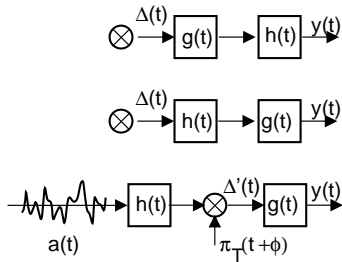 Δ(t)
g(t) h(t) y(t)
Δ(t)
h(t) g(t) y(t)
h(t) Δ'(t) g(t) y(t)
a(t) π_T(t+ϕ)